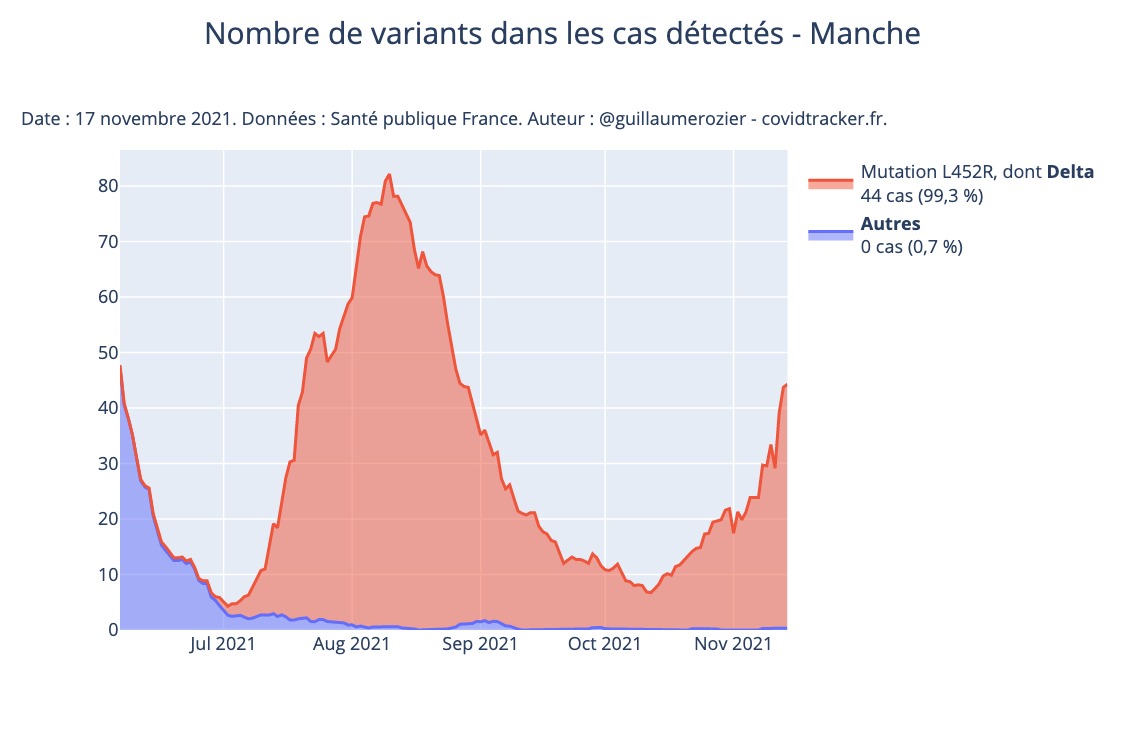 Nombre de variants dans les cas détectés - Manche
Date : 17 novembre 2021. Données : Santé publique France. Auteur : @guillaumerozier - covidtracker.fr.
Mutation L452R, dont Delta
44 cas (99,3 %)
Autres
0 cas (0,7 %)
80
70
60
50
40
30
20
10
0
Jul 2021
Aug 2021
Sep 2021
Oct 2021
Nov 2021